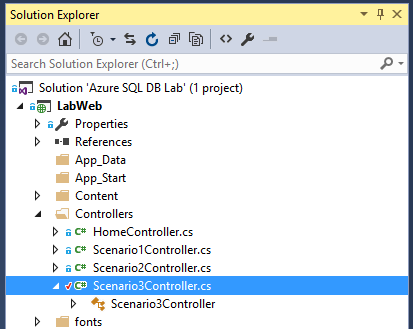 Solution Explorer
Search Solution Explorer (Ctrl+;)
Solution 'Azure SQL DB Lab' (1 project)
LabWeb
Properties
References
App_Data
App_Start
Content
Controllers
C# HomeController.cs
C# Scenario1Controller.cs
C# Scenario2Controller.cs
C# Scenario3Controller.cs
Scenario3Controller
fonts